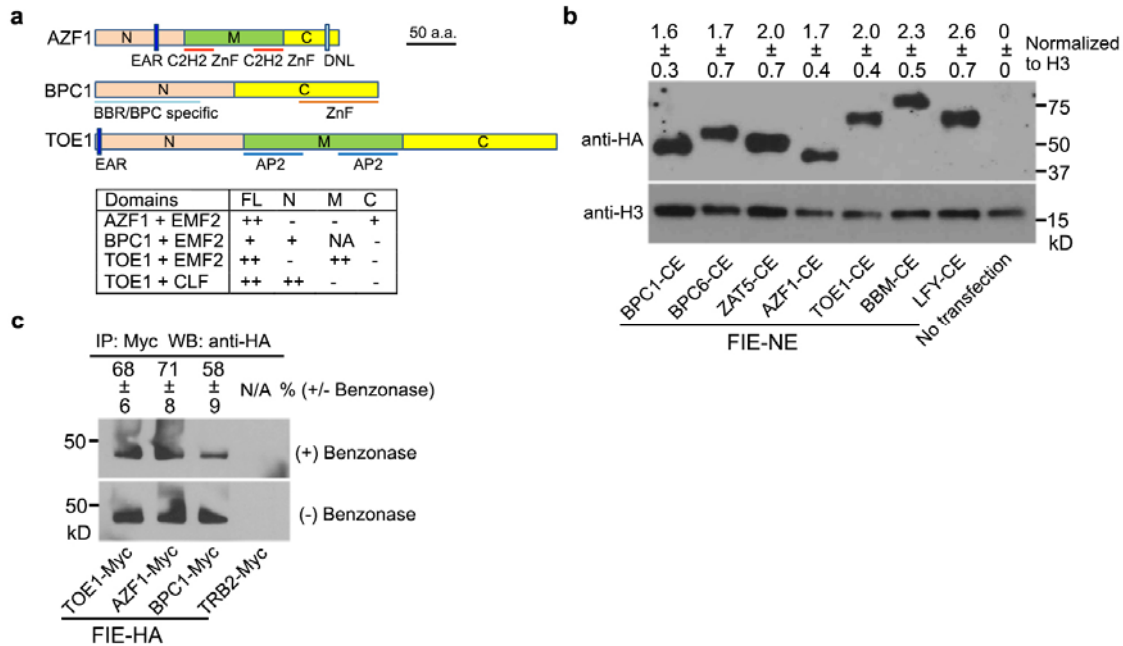 a
AZF1 N M C 50 a.a.
EAR C2H2 ZnF C2H2 ZnF DNL
BPC1 N C
BBR/BPC specific ZnF
TOE1 N M C
EAR AP2 AP2
Domains FL N M C
AZF1 + EMF2 ++ - - +
BPC1 + EMF2 + + NA -
TOE1 + EMF2 ++ - ++ -
TOE1 + CLF ++ ++ - -
b
1.6 1.7 2.0 1.7 2.0 2.3 2.6 0 Normalized
± ± ± ± ± ± ± ± to H3
0.3 0.7 0.7 0.4 0.4 0.5 0.7 0
anti-HA
75
50
37
anti-H3
15
kD
BPC1-CE BPC6-CE ZAT5-CE AZF1-CE TOE1-CE BBM-CE LFY-CE No transfection
FIE-NE
c
IP: Myc WB: anti-HA
68 71 58
± ± ± N/A % (+/- Benzonase)
6 8 9
50 (+) Benzonase
50 (-) Benzonase
kD
TOE1-Myc AZF1-Myc BPC1-Myc TRB2-Myc
FIE-HA